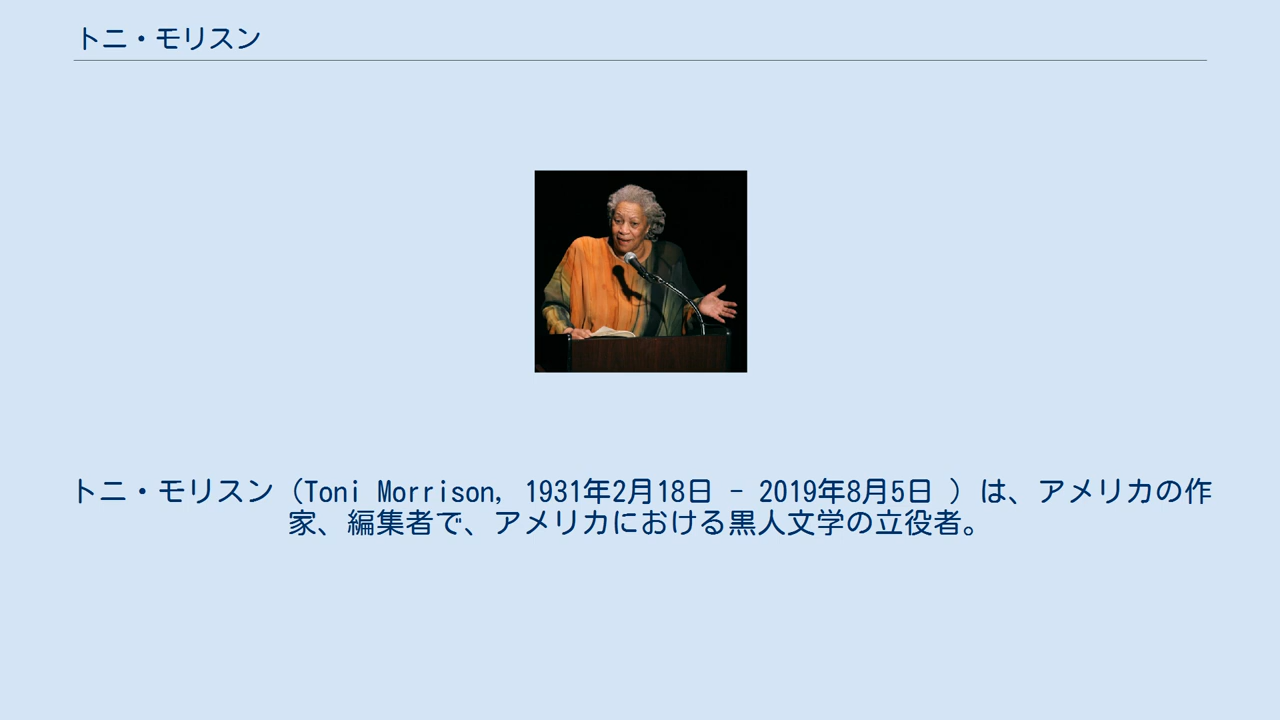 トニ・モリスン
トニ・モリスン（Toni Morrison, 1931年2月18日 - 2019年8月5日 ）は、アメリカの作
家、編集者で、アメリカにおける黒人文学の立役者。